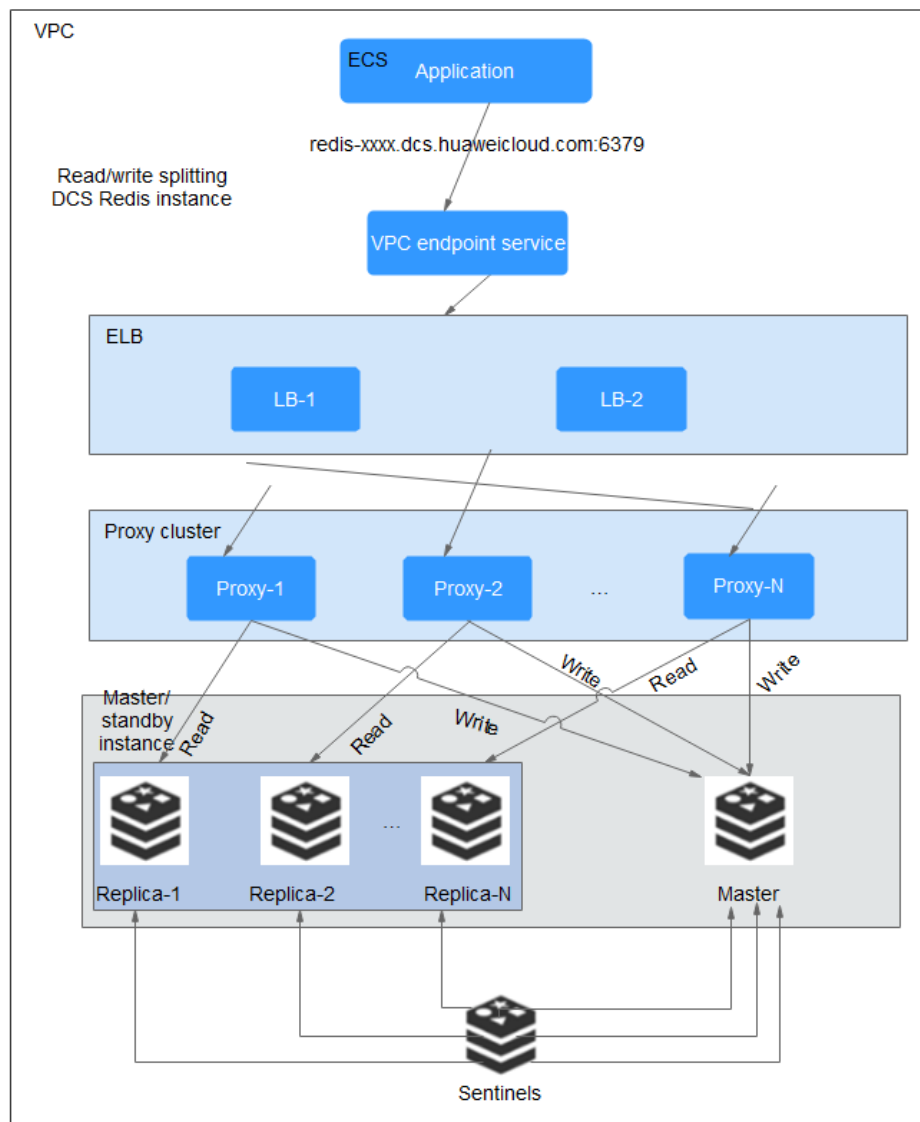 VPC
ECS
Application
redis-xxxx.dcs.huaweicloud.com:6379
Read/write splitting
DCS Redis instance
VPC endpoint service
ELB
LB-1
LB-2
Proxy cluster
Proxy-1
Proxy-2
...
Proxy-N
Master/
standby
instance
Read
Read
Write
Write
Read
Write
...
Replica-1
Replica-2
Replica-N
Master
Sentinels